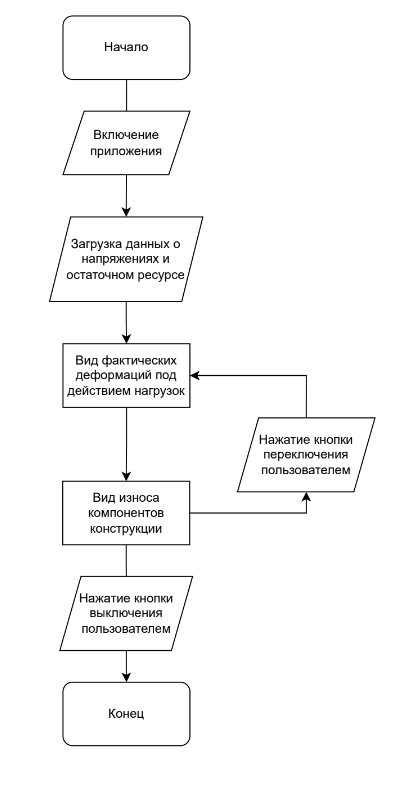 Начало
Включение
приложения
Загрузка данных о
напряжениях и
остаточном ресурсе
Вид фактических
деформаций под
действием нагрузок
Нажатие кнопки
переключения
пользователем
Вид износа
компонентов
конструкции
Нажатие кнопки
выключения
пользователем
Конец